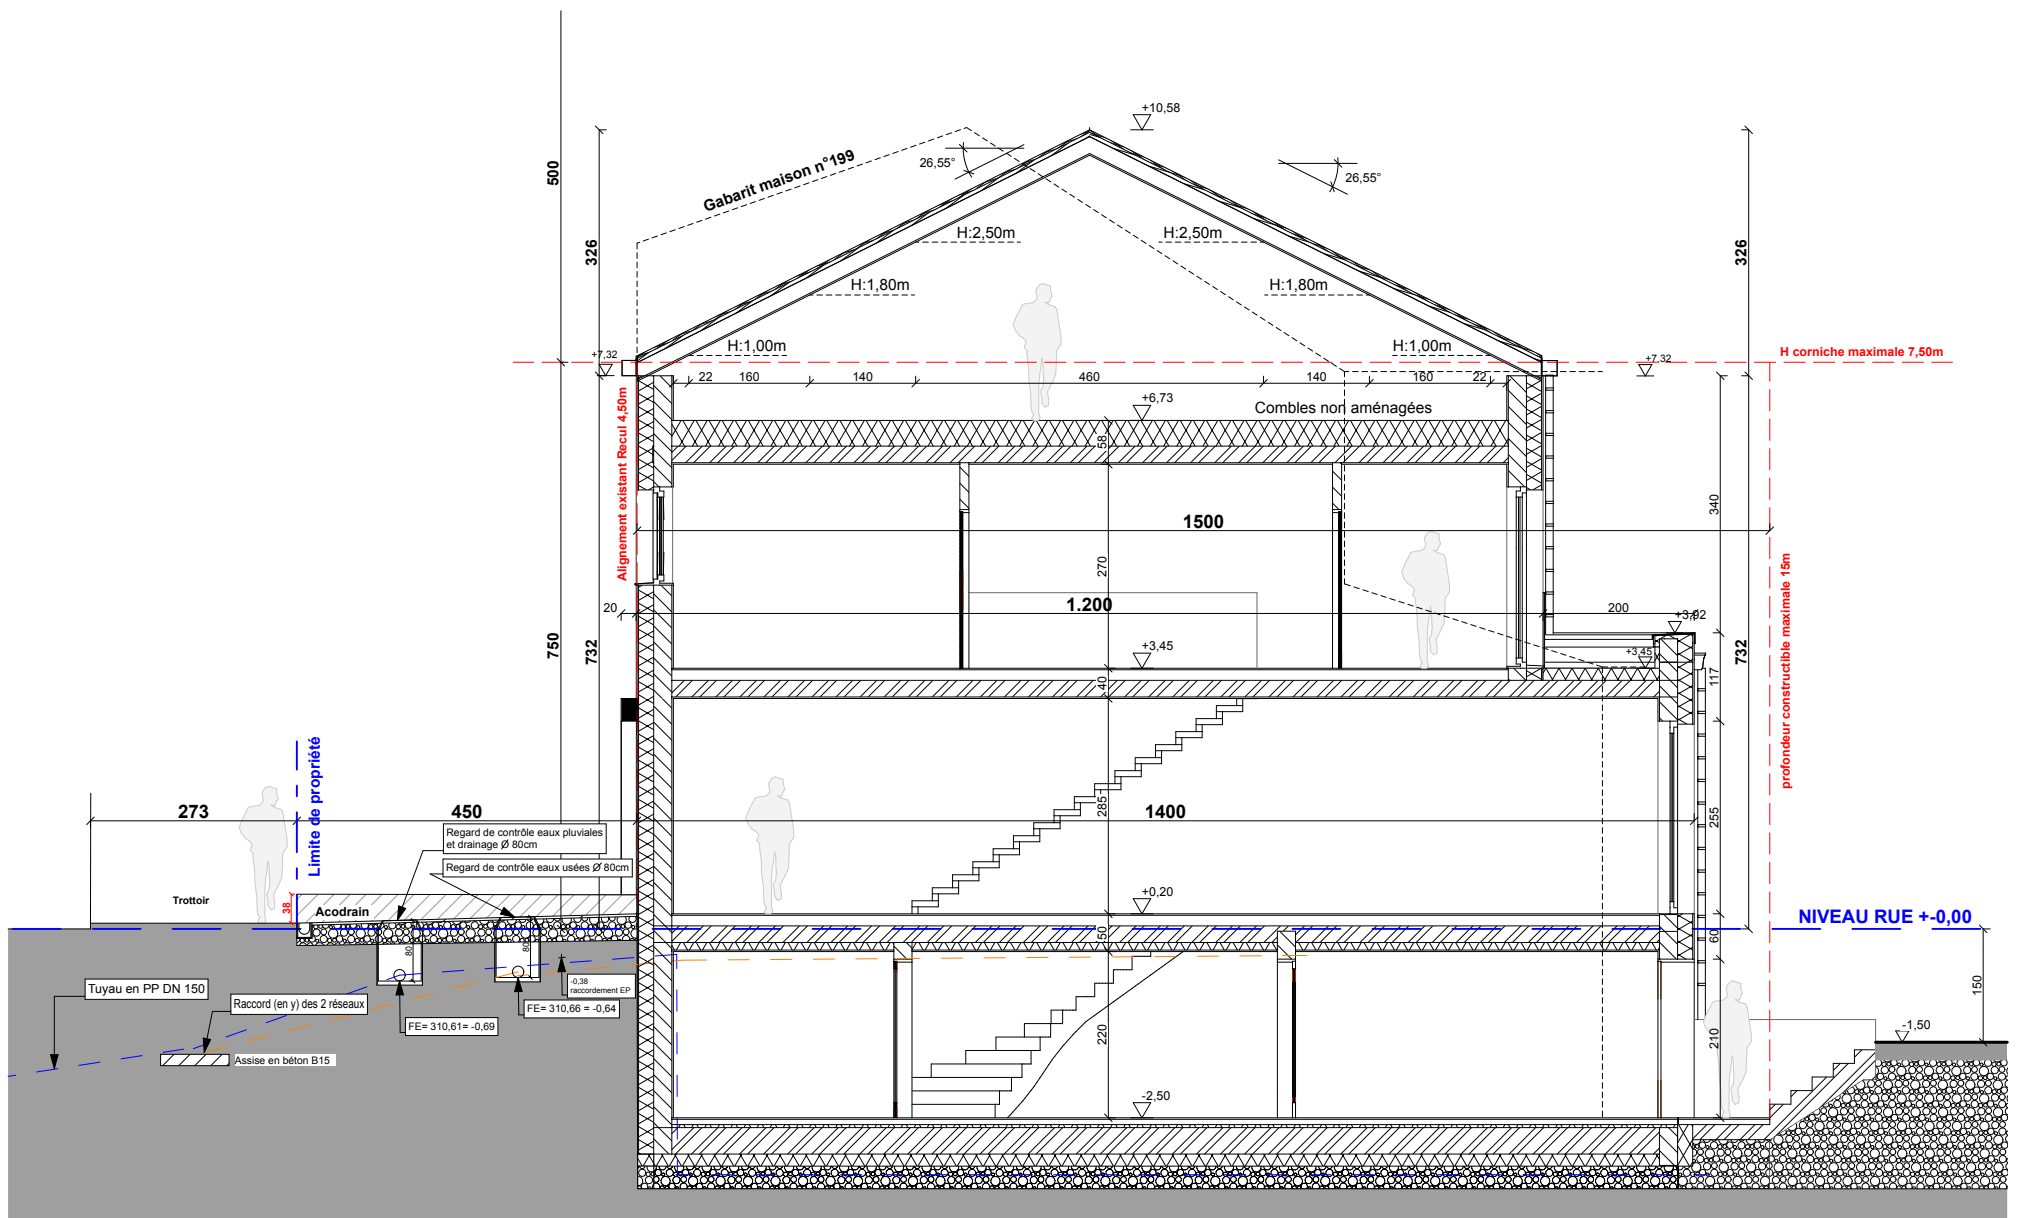 +10,58
500
326
Gabarit maison n°199
26,55°
26,55°
326
H:2,50m
H:2,50m
H:1,80m
H:1,80m
H:1,00m
H:1,00m
+7,32
+7,32
H corniche maximale 7,50m
22
160
140
460
140
160
22
Alignement existant Recul 4,50m
+6,73
Combles non aménagées
58
340
1500
270
profondeur constructible maximale 15m
20
1.200
200
+3,92
750
732
+3,45
+3,45
732
40
117
Limite de propriété
273
450
285
1400
255
Regard de contrôle eaux pluviales
et drainage Ø 80cm
Regard de contrôle eaux usées Ø 80cm
Trottoir
38
Acodrain
+0,20
NIVEAU RUE +-0,00
50
60
80
80
-0,38
raccordement EP
Tuyau en PP DN 150
Raccord (en y) des 2 réseaux
FE= 310,66 = -0,64
FE= 310,61= -0,69
Assise en béton B15
220
210
150
-1,50
-2,50